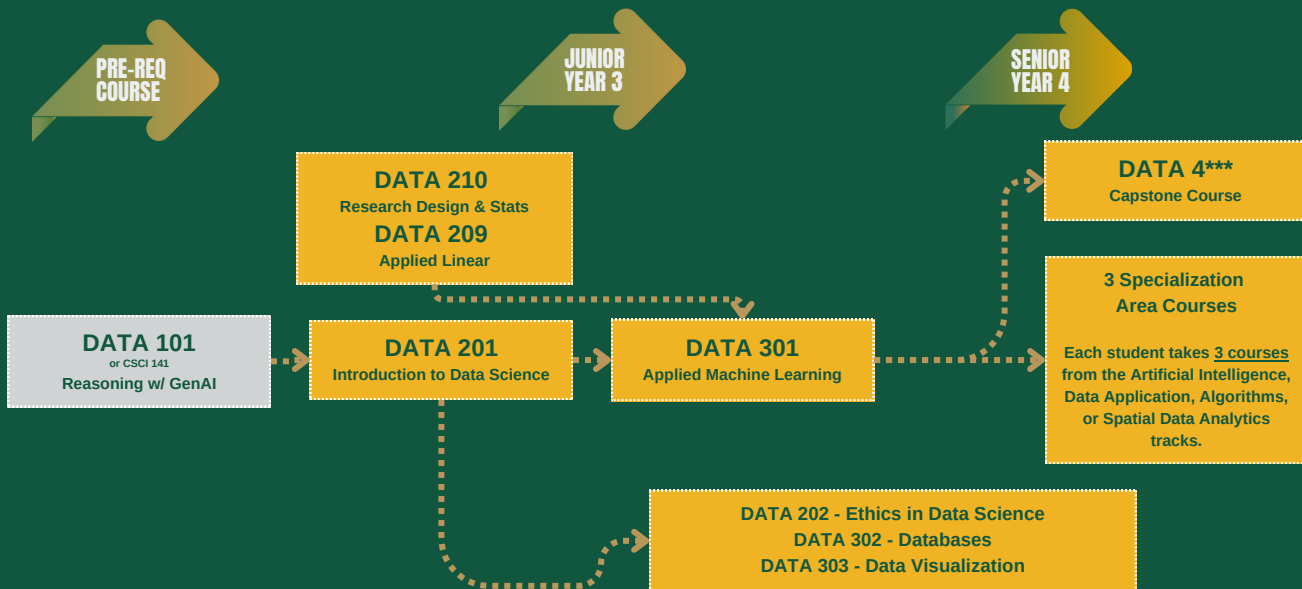 PRE-REQ
COURSE
JUNIOR
YEAR 3
SENIOR
YEAR 4
DATA 210
Research Design & Stats
DATA 209
Applied Linear
DATA 4***
Capstone Course
3 Specialization
Area Courses
Each student takes 3 courses
from the Artificial Intelligence,
Data Application, Algorithms,
or Spatial Data Analytics
tracks.
DATA 101
or CSCI 141
Reasoning w/ GenAI
DATA 201
Introduction to Data Science
DATA 301
Applied Machine Learning
DATA 202 - Ethics in Data Science
DATA 302 - Databases
DATA 303 - Data Visualization